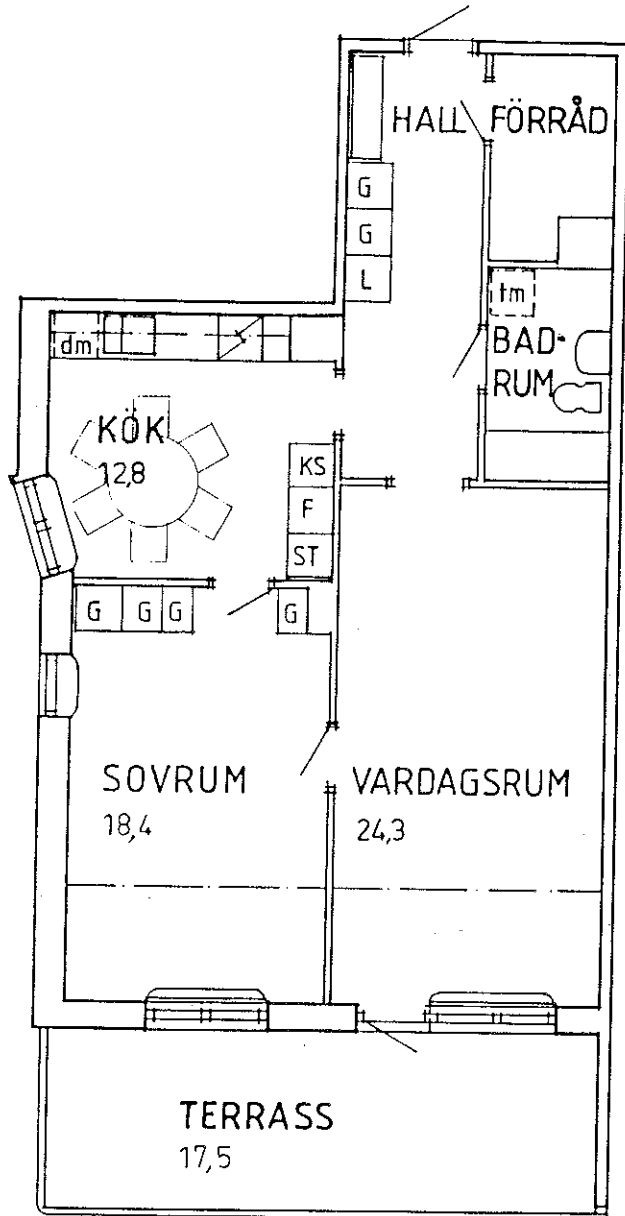 HALL FÖRRÅD
G
G
L
tm
dm
BAD-
RUM
KÖK
12,8
KS
F
ST
G G G
G
SOVRUM
18,4
VARDAGSRUM
24,3
TERRASS
17,5